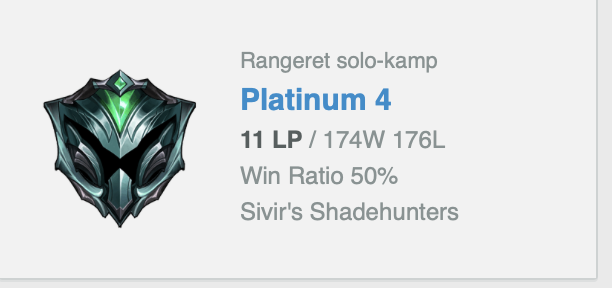 Rangeret solo-kamp
Platinum 4
11 LP / 174W 176L
Win Ratio 50%
Sivir's Shadehunters